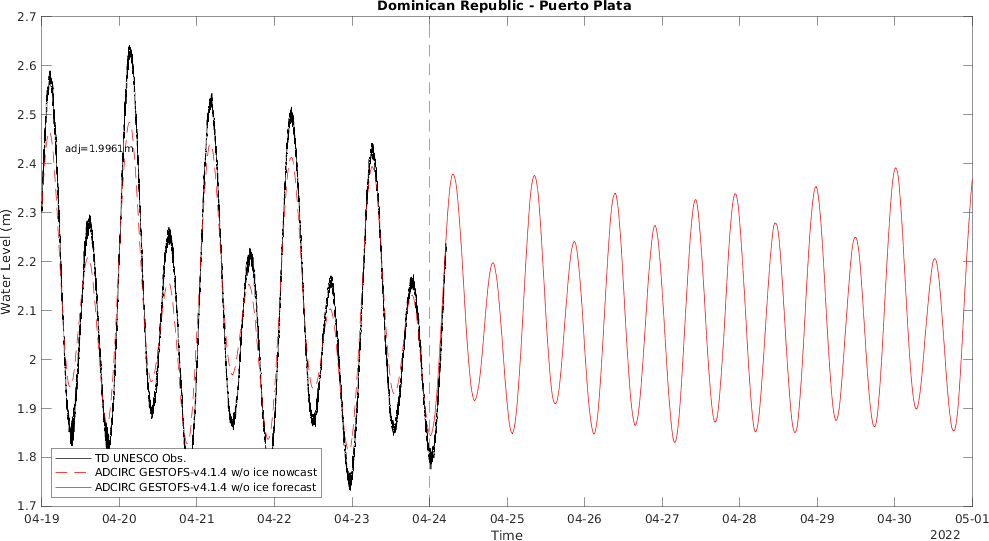 Dominican Republic - Puerto Plata
2.7
2.6
2.5
2.4
2.3
2.2
2.1
2
1.9
1.8
1.7
Water Level (m)
adj=1.9961m
TD UNESCO Obs.
ADCIRC GESTOFS-v4.1.4 w/o ice nowcast
ADCIRC GESTOFS-v4.1.4 w/o ice forecast
04-19 04-20 04-21 04-22 04-23 04-24 04-25 04-26 04-27 04-28 04-29 04-30 05-01
Time
2022